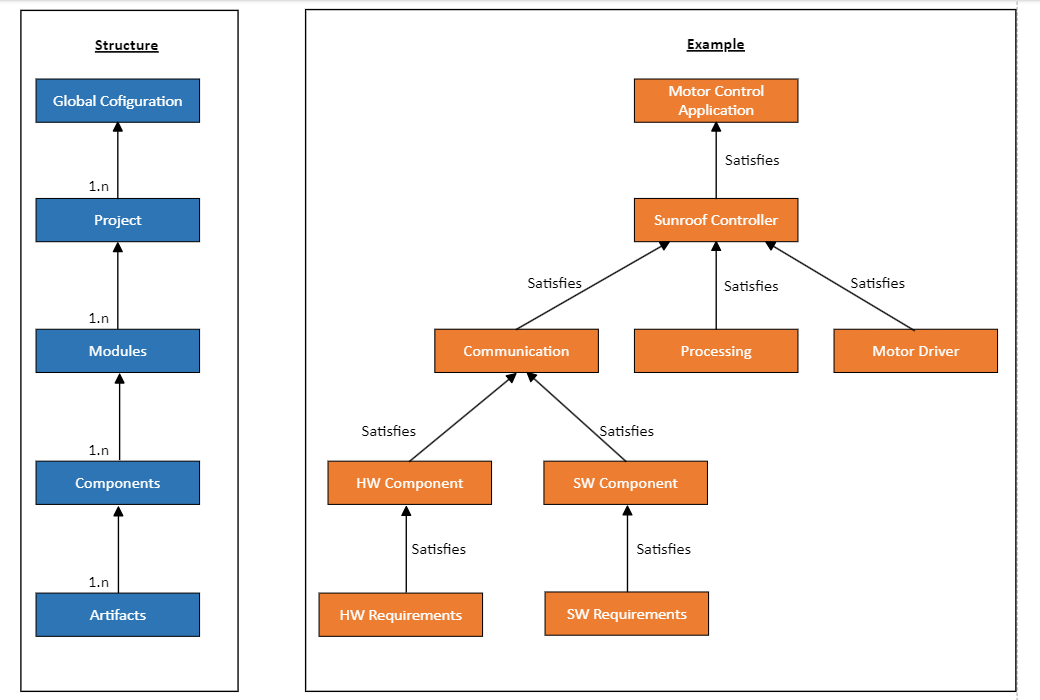 Structure
Global Cofiguration
1.n
Project
1.n
Modules
1.n
Components
1.n
Artifacts
Example
Motor Control
Application
Satisfies
Sunroof Controller
Satisfies
Satisfies
Satisfies
Communication
Processing
Motor Driver
Satisfies
Satisfies
HW Component
SW Component
Satisfies
Satisfies
HW Requirements
SW Requirements